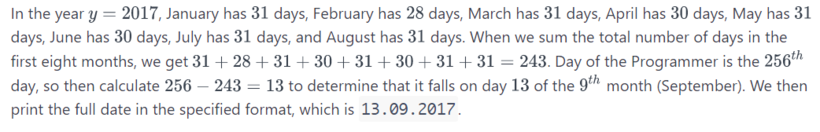 In the year y = 2017, January has 31 days, February has 28 days, March has 31 days, April has 30 days, May has 31
days, June has 30 days, July has 31 days, and August has 31 days. When we sum the total number of days in the
first eight months, we get 31 + 28 + 31 + 30 + 31 + 30 + 31 + 31 = 243. Day of the Programmer is the 256th
day, so then calculate 256 − 243 = 13 to determine that it falls on day 13 of the 9th month (September). We then
print the full date in the specified format, which is 13.09.2017.